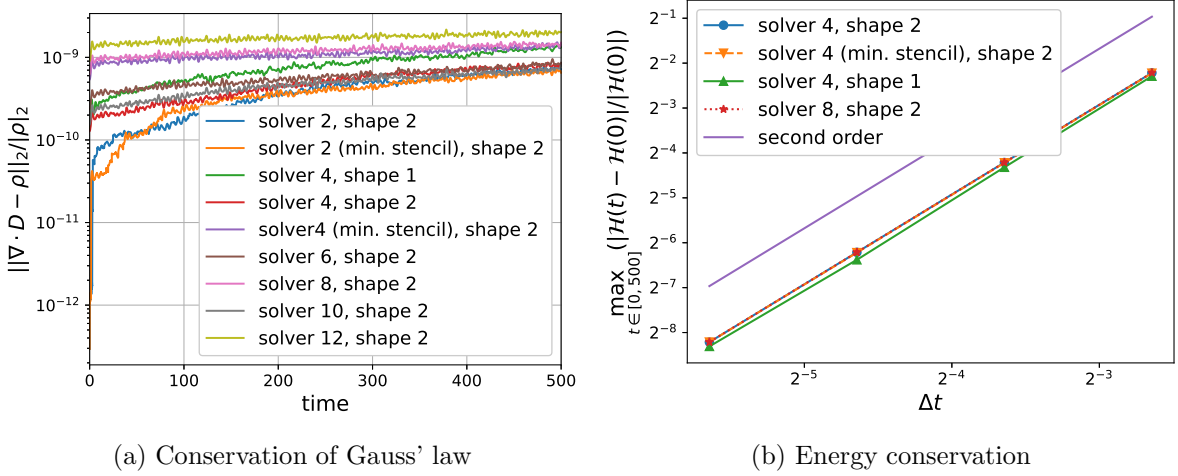 10⁻⁹
10⁻¹⁰
10⁻¹¹
10⁻¹²
||∇ · D − ρ||₂/|ρ|₂
solver 2, shape 2
solver 2 (min. stencil), shape 2
solver 4, shape 1
solver 4, shape 2
solver4 (min. stencil), shape 2
solver 6, shape 2
solver 8, shape 2
solver 10, shape 2
solver 12, shape 2
0 100 200 300 400 500
time
(a) Conservation of Gauss’ law
2⁻¹
2⁻²
2⁻³
2⁻⁴
2⁻⁵
2⁻⁶
2⁻⁷
2⁻⁸
max t ∈ [0, 500] (|ℋ(t) − ℋ(0)|/|ℋ(0)|)
solver 4, shape 2
solver 4 (min. stencil), shape 2
solver 4, shape 1
solver 8, shape 2
second order
2⁻⁵ 2⁻⁴ 2⁻³
Δt
(b) Energy conservation